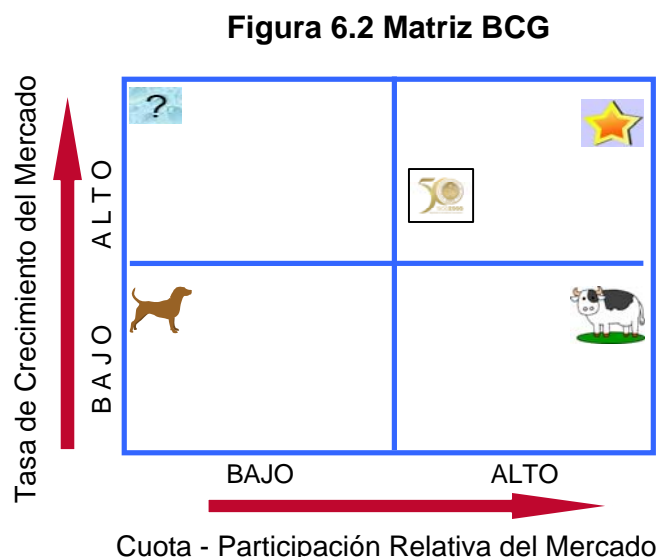 Figura 6.2 Matriz BCG
Tasa de Crecimiento del Mercado
ALTO
BAJO
?
50
BAJO
ALTO
Cuota - Participación Relativa del Mercado